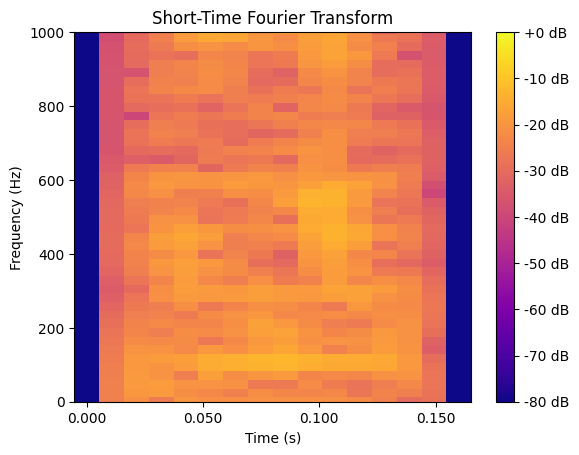 Short-Time Fourier Transform
1000
800
600
400
200
0
Frequency (Hz)
0.000
0.050
0.100
0.150
Time (s)
+0 dB
-10 dB
-20 dB
-30 dB
-40 dB
-50 dB
-60 dB
-70 dB
-80 dB